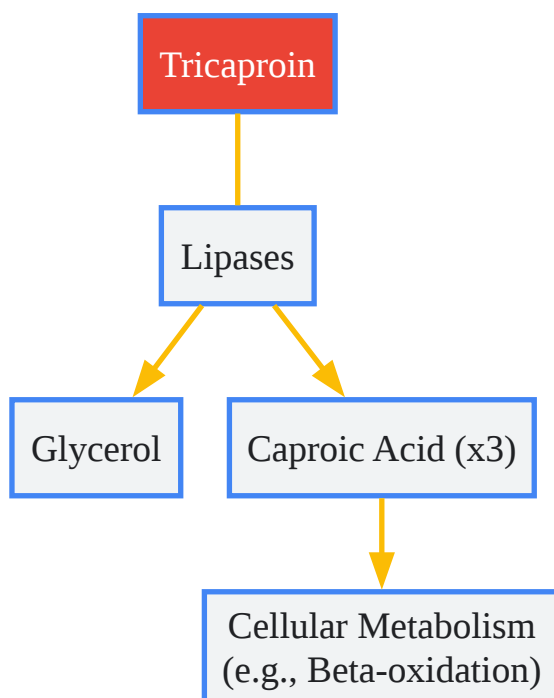 Tricaproin
Lipases
Glycerol
Caproic Acid (x3)
Cellular Metabolism
(e.g., Beta-oxidation)